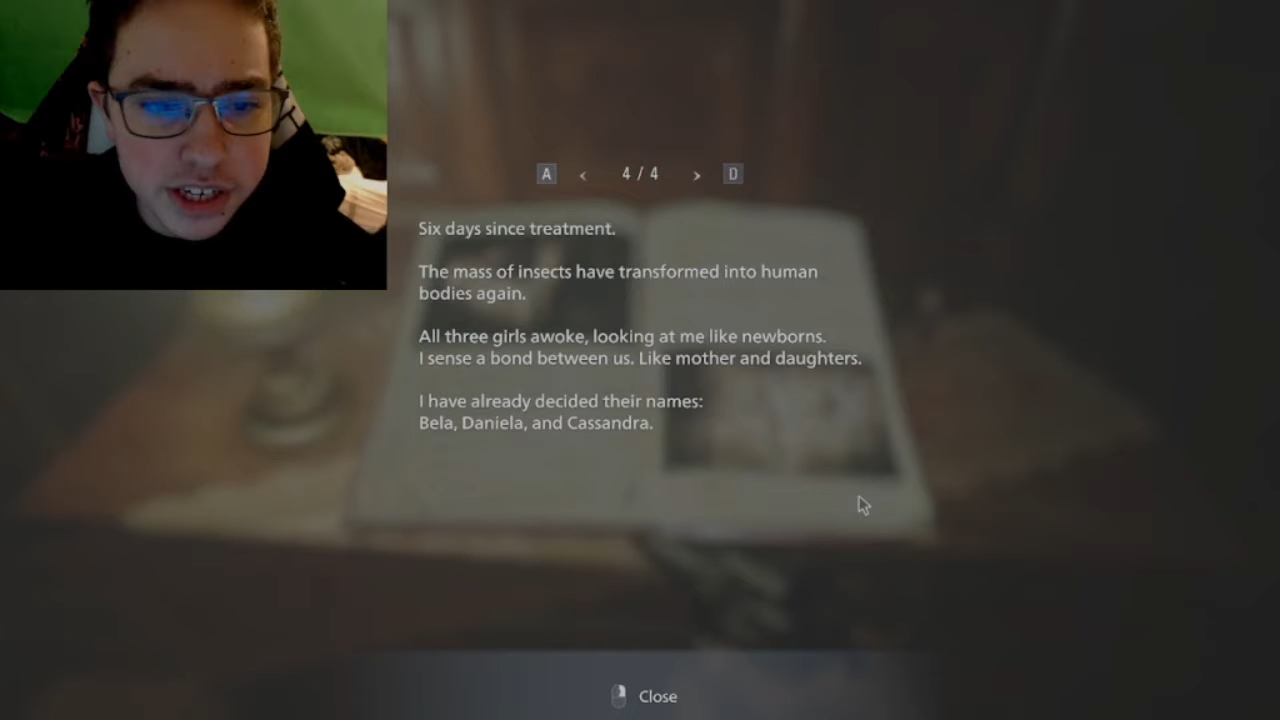 A < 4 / 4 > D
Six days since treatment.
The mass of insects have transformed into human
bodies again.
All three girls awoke, looking at me like newborns.
I sense a bond between us. Like mother and daughters.
I have already decided their names:
Bela, Daniela, and Cassandra.
Close